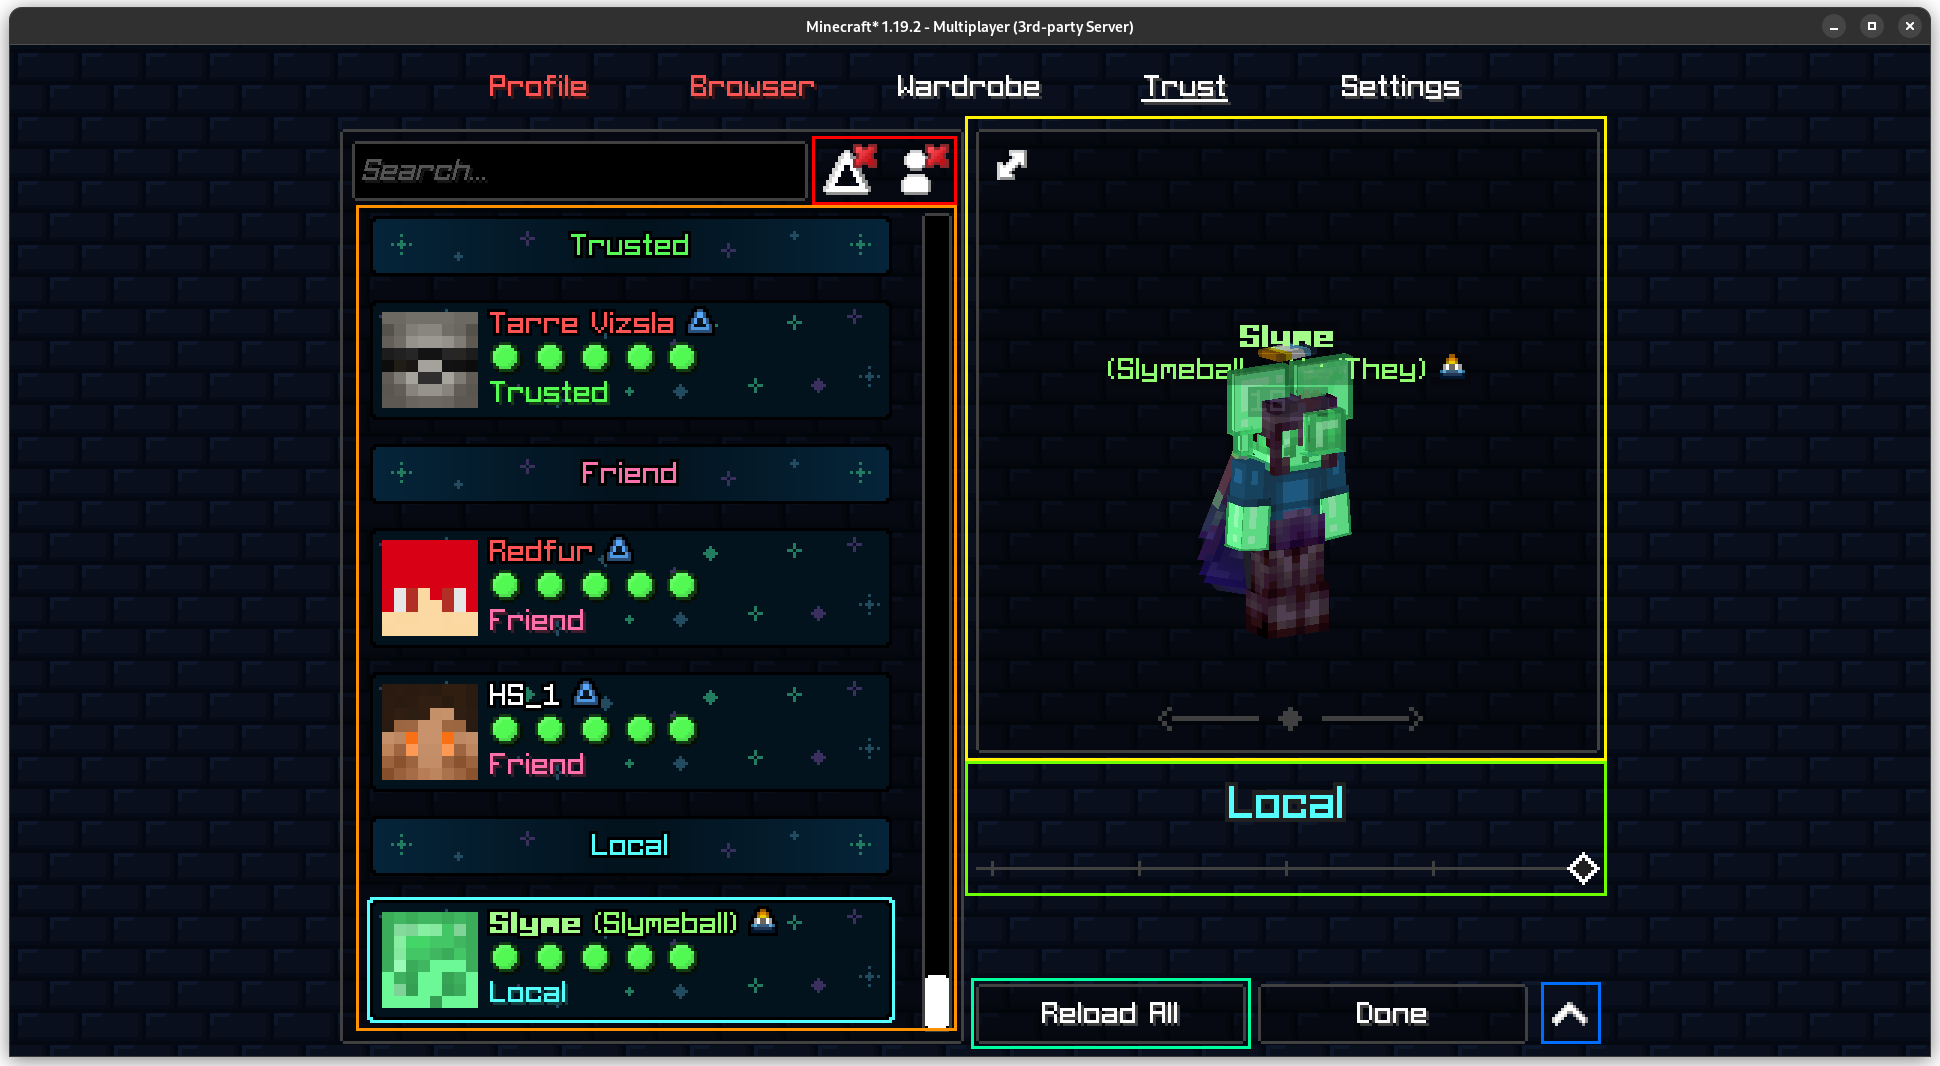 Minecraft* 1.19.2 - Multiplayer (3rd-party Server)
Profile Browser Wardrobe Trust Settings
Search...
Trusted
Tarre Vizsla
Trusted
Friend
Redfur
Friend
HS_1
Friend
Local
Slyme (Slymeball)
Local
Slyme
(Slymeball They)
Local
Reload All Done